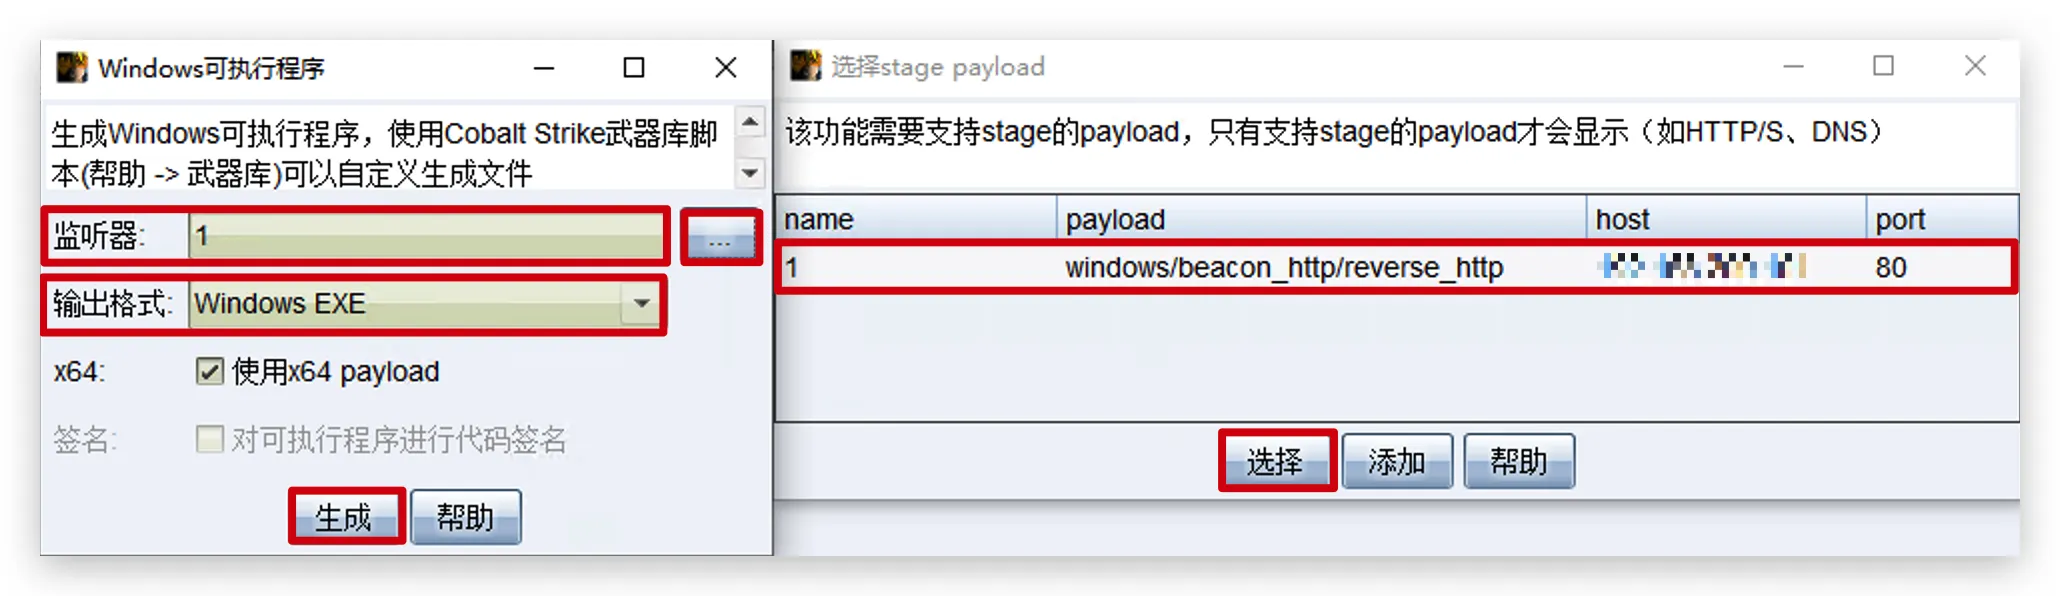 Windows可执行程序
生成Windows可执行程序，使用Cobalt Strike武器库脚
本(帮助 -> 武器库)可以自定义生成文件
监听器: 1 ...
输出格式: Windows EXE
x64: 使用x64 payload
签名: 对可执行程序进行代码签名
生成 帮助
选择stage payload
该功能需要支持stage的payload，只有支持stage的payload才会显示（如HTTP/S、DNS）
name payload host port
1 windows/beacon_http/reverse_http 80
选择 添加 帮助